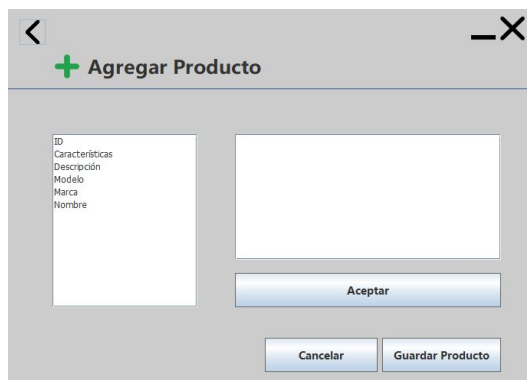 Agregar Producto
ID
Características
Descripción
Modelo
Marca
Nombre
Aceptar
Cancelar
Guardar Producto